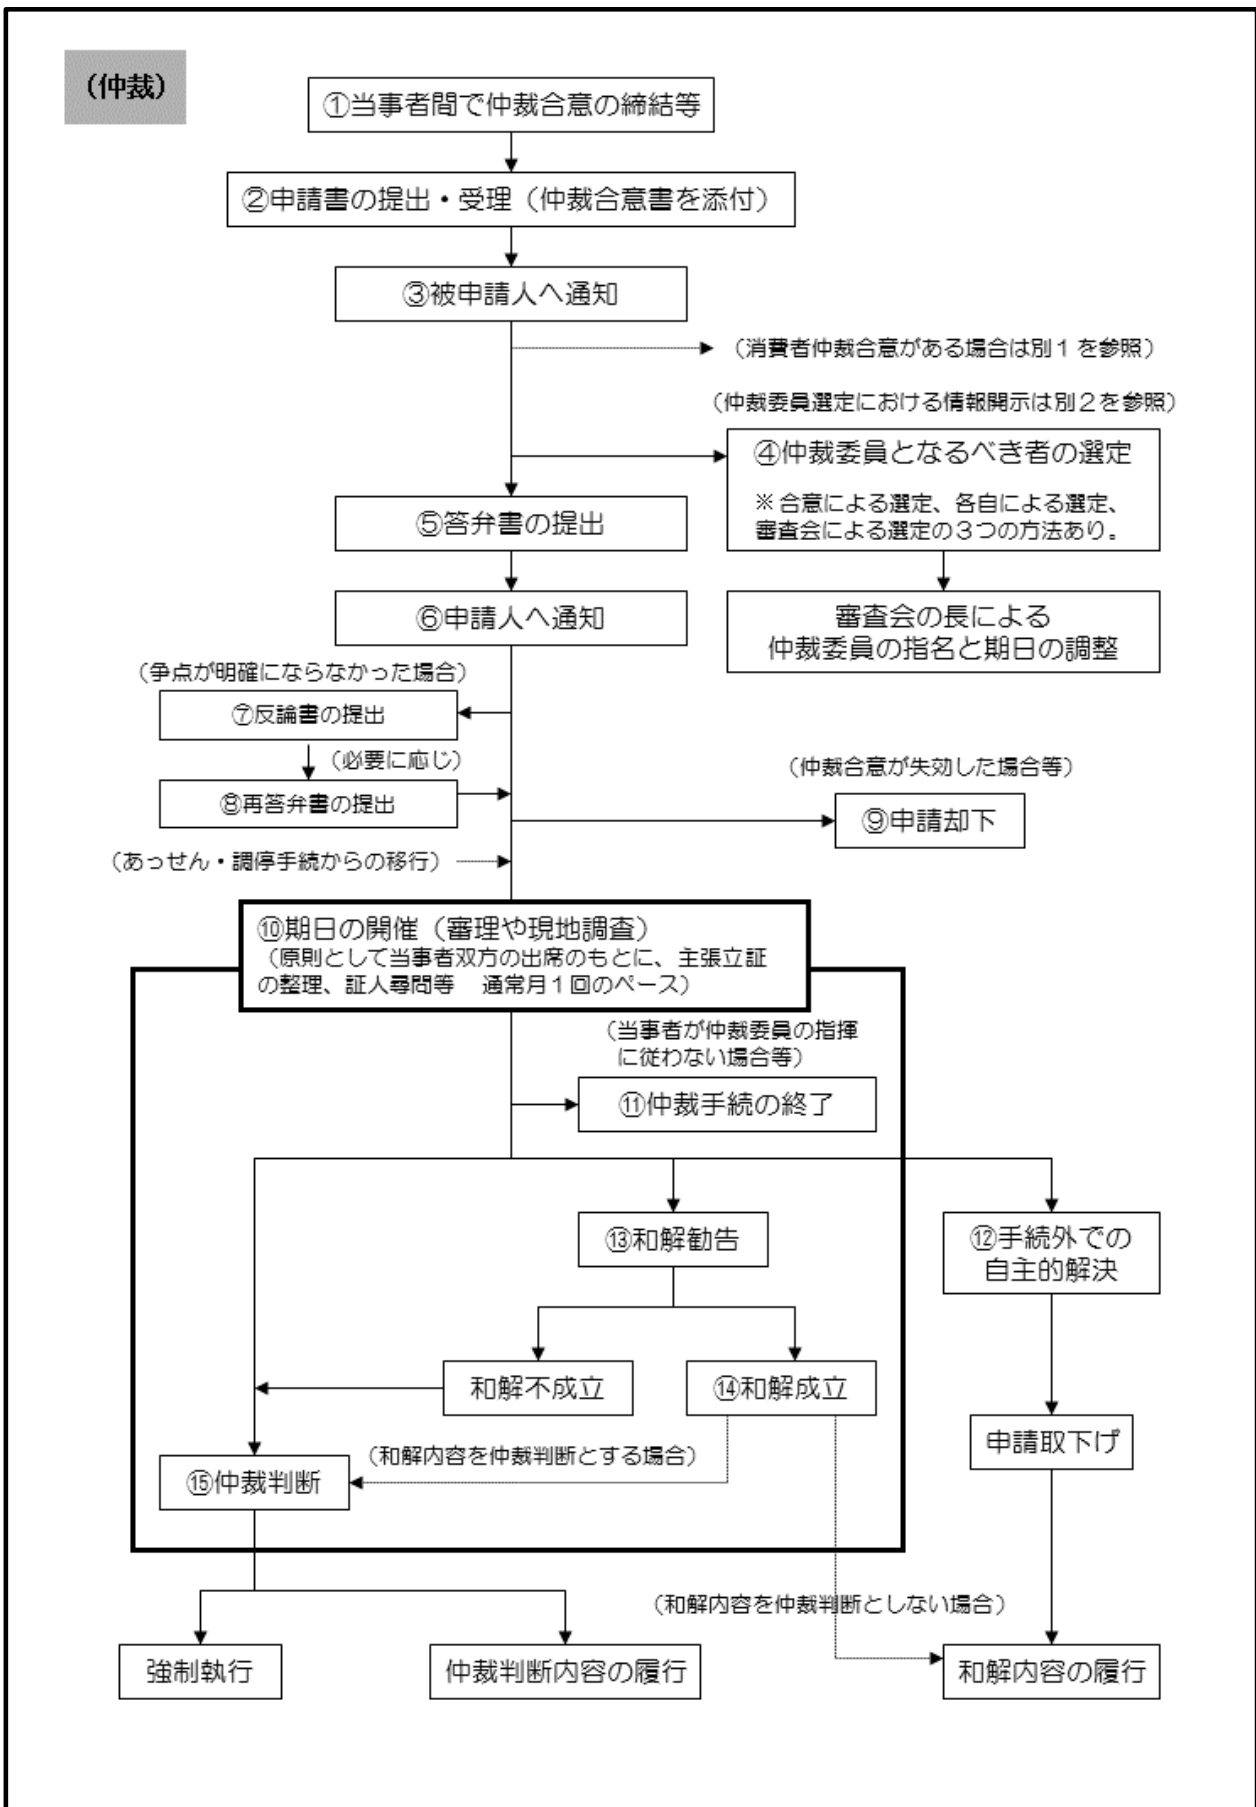 （仲裁）
①当事者間で仲裁合意の締結等
②申請書の提出・受理（仲裁合意書を添付）
③被申請人へ通知
（消費者仲裁合意がある場合は別１を参照）
（仲裁委員選定における情報開示は別２を参照）
④仲裁委員となるべき者の選定
※合意による選定、各自による選定、
審査会による選定の３つの方法あり。
⑤答弁書の提出
⑥申請人へ通知
審査会の長による
仲裁委員の指名と期日の調整
（争点が明確にならなかった場合）
⑦反論書の提出
（必要に応じ）
⑧再答弁書の提出
（仲裁合意が失効した場合等）
⑨申請却下
（あっせん・調停手続からの移行）
⑩期日の開催（審理や現地調査）
（原則として当事者双方の出席のもとに、主張立証
の整理、証人尋問等　通常月１回のペース）
（当事者が仲裁委員の指揮
に従わない場合等）
⑪仲裁手続の終了
⑬和解勧告
⑫手続外での
自主的解決
和解不成立
⑭和解成立
申請取下げ
（和解内容を仲裁判断とする場合）
⑮仲裁判断
（和解内容を仲裁判断としない場合）
強制執行
仲裁判断内容の履行
和解内容の履行